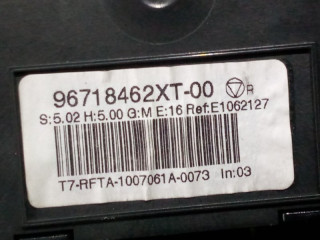 96718462XT-00 R
S:5.02 H:5.00 G:M E:16 Ref:E1062127
T7-RFTA-1007061A-0073 In:03